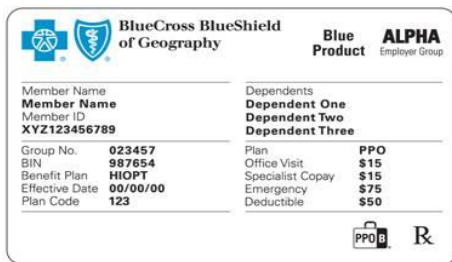 BlueCross BlueShield
of Geography
Blue
Product
ALPHA
Employer Group
Member Name
Member Name
Member ID
XYZ123456789
Dependents
Dependent One
Dependent Two
Dependent Three
Group No. 023457
BIN 987654
Benefit Plan HIOPT
Effective Date 00/00/00
Plan Code 123
Plan PPO
Office Visit $15
Specialist Copay $15
Emergency $75
Deductible $50
PPO B
Rx